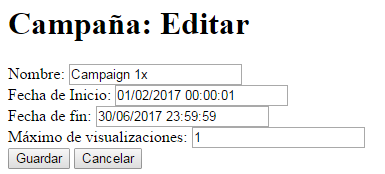 Campaña: Editar
Nombre: Campaign 1x
Fecha de Inicio: 01/02/2017 00:00:01
Fecha de fin: 30/06/2017 23:59:59
Máximo de visualizaciones: 1
Guardar Cancelar